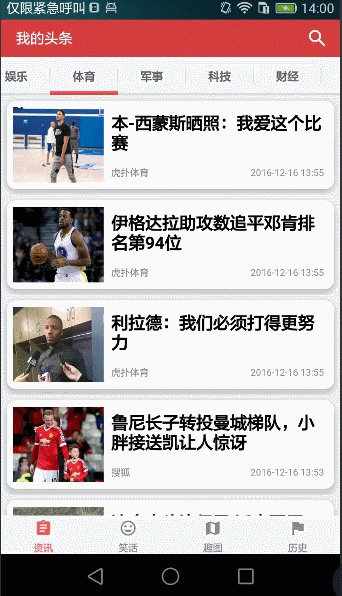 仅限紧急呼叫
14:00
我的头条
娱乐 体育 军事 科技 财经
本-西蒙斯晒照：我爱这个比
赛
虎扑体育 2016-12-16 13:55
伊格达拉助攻数追平邓肯排
名第94位
虎扑体育 2016-12-16 13:55
利拉德：我们必须打得更努
力
虎扑体育 2016-12-16 13:55
鲁尼长子转投曼城梯队，小
胖接送凯让人惊讶
搜狐 2016-12-16 13:53
资讯 笑话 趣图 历史